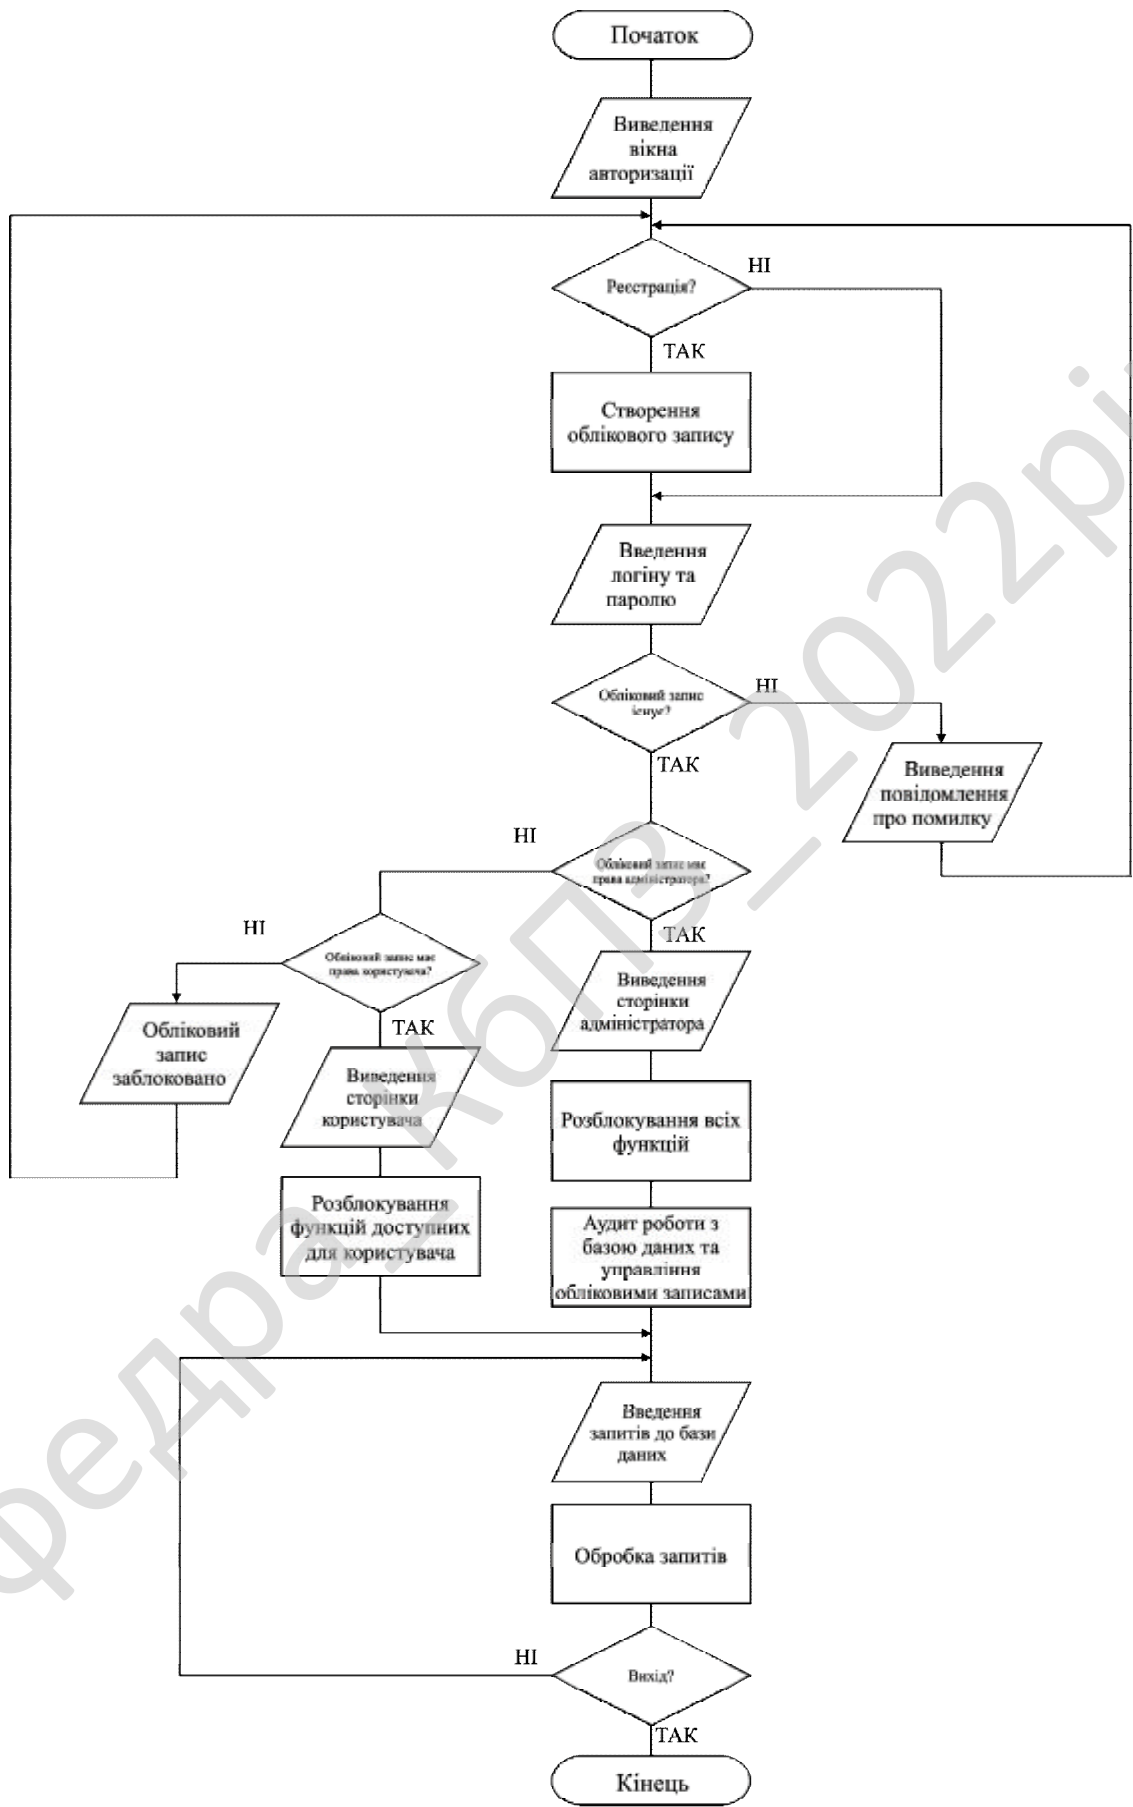 Початок
Виведення
вікна
авторизації
НІ
Реєстрація?
ТАК
Створення
облікового запису
Введення
логіну та
паролю
НІ
Обліковий запис
існує?
ТАК
Виведення
повідомлення
про помилку
НІ
Обліковий запис має
права адміністратора?
ТАК
НІ
Обліковий запис має
права користувача?
ТАК
Виведення
сторінки
адміністратора
Обліковий
запис
заблоковано
Виведення
сторінки
користувача
Розблокування всіх
функцій
Розблокування
функцій доступних
для користувача
Аудит роботи з
базою даних та
управління
обліковими записами
Введення
запитів до бази
даних
Обробка запитів
НІ
Вихід?
ТАК
Кінець
федра_КбПЗ_2022рі